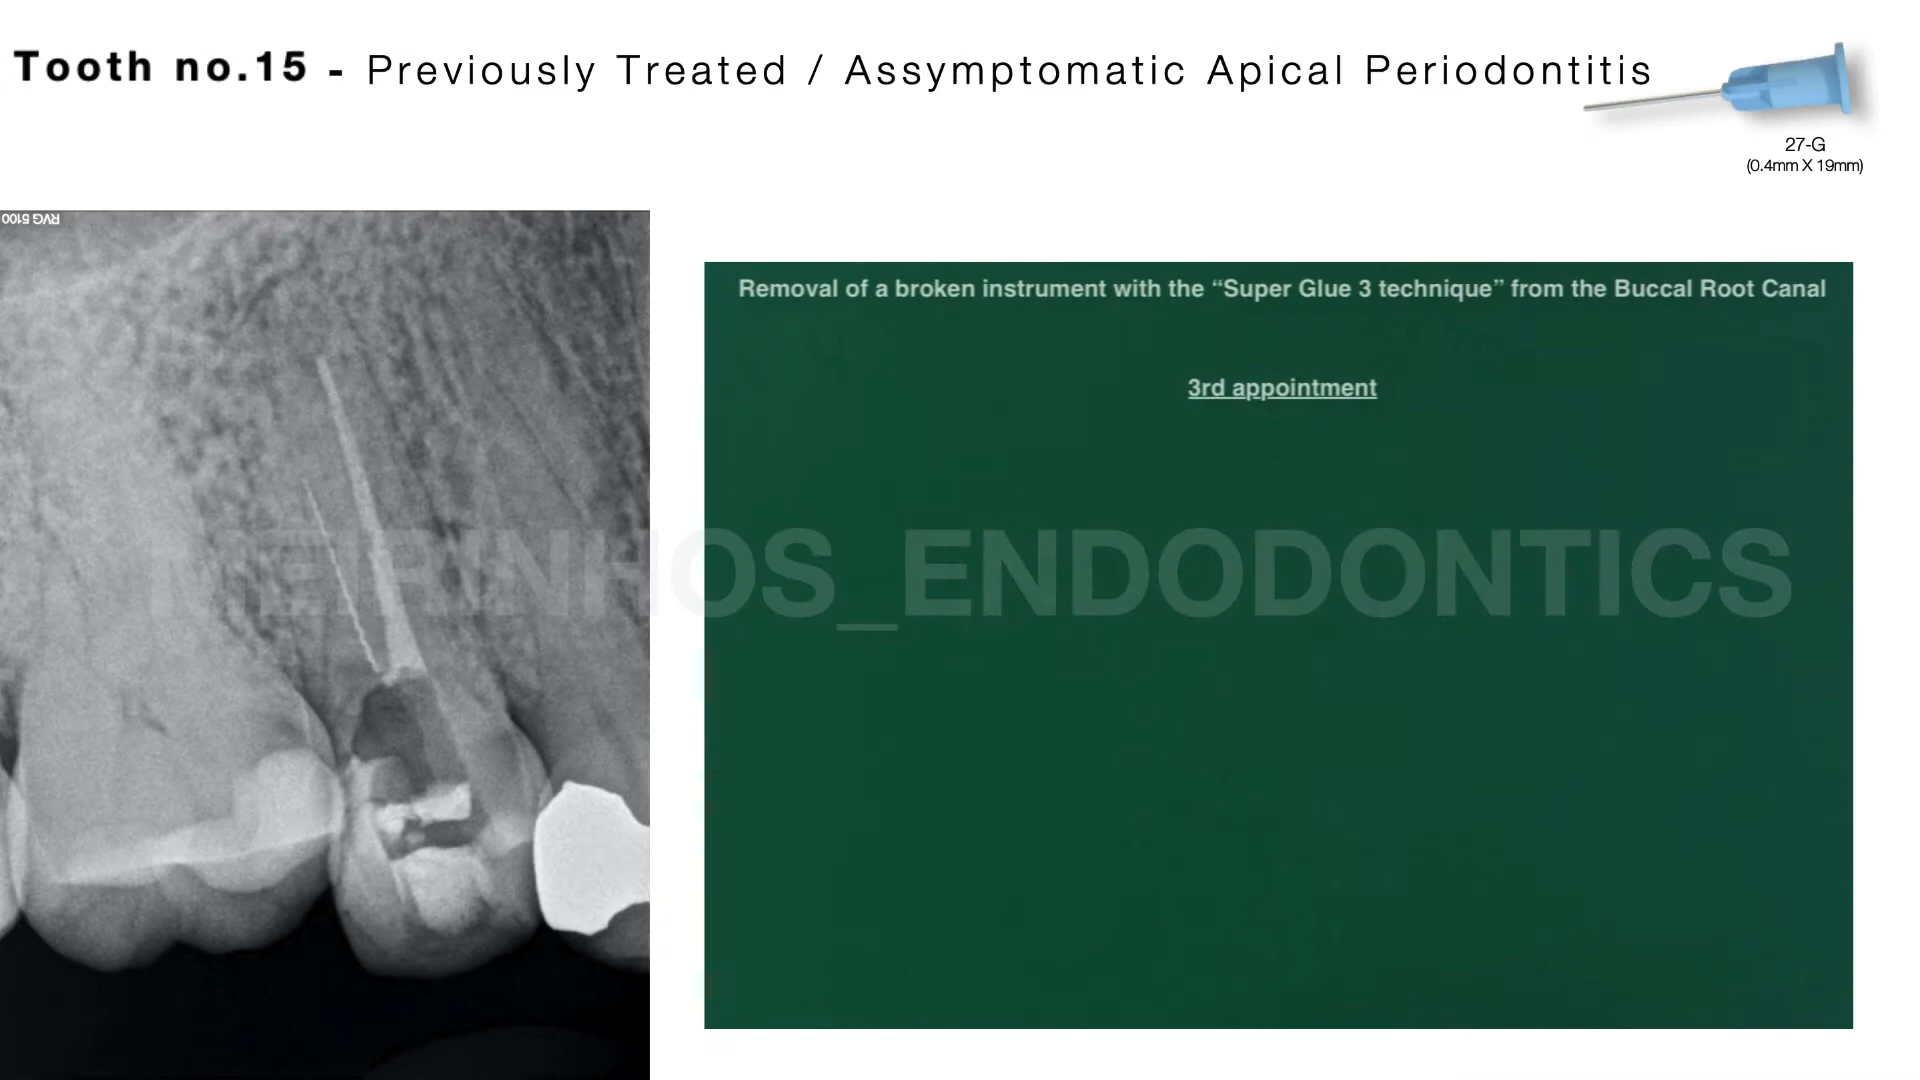 Tooth no.15 - Previously Treated / Assymptomatic Apical Periodontitis
27-G
(0.4mm X 19mm)
RVG 5100
Removal of a broken instrument with the “Super Glue 3 technique” from the Buccal Root Canal
3rd appointment
MEIRINHOS_ENDODONTICS